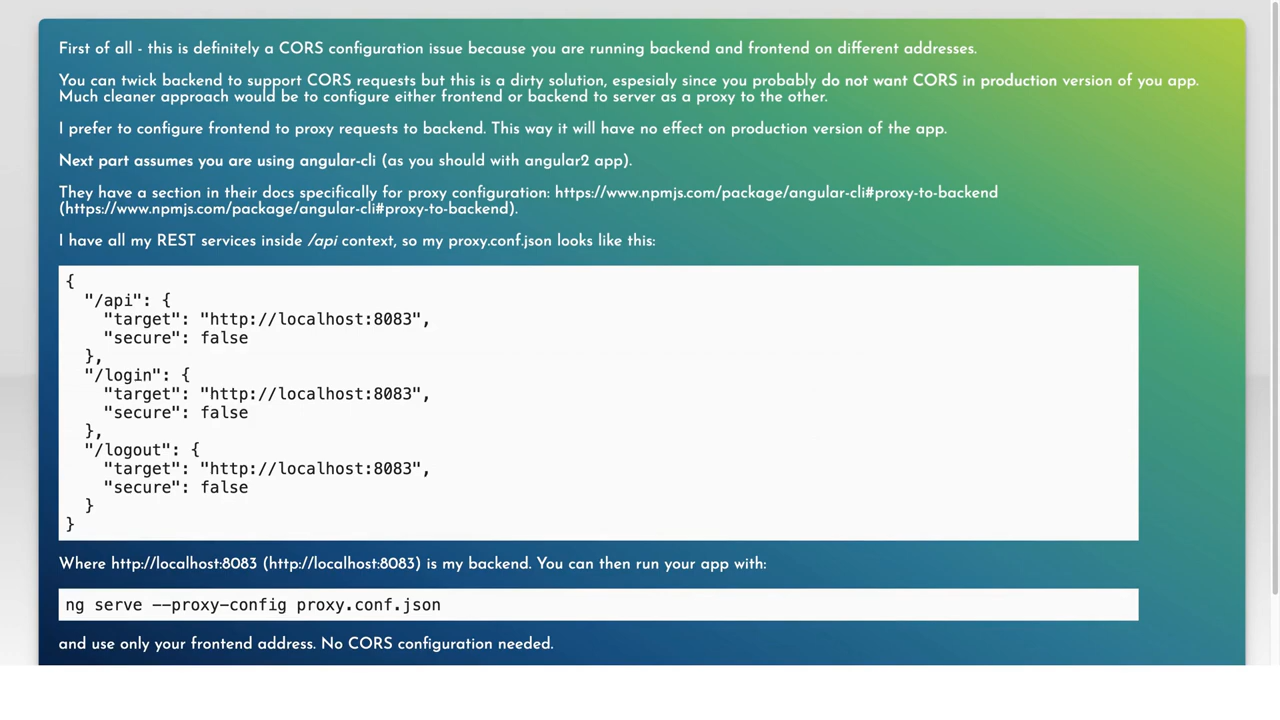 First of all - this is definitely a CORS configuration issue because you are running backend and frontend on different addresses.
You can twick backend to support CORS requests but this is a dirty solution, espesialy since you probably do not want CORS in production version of you app.
Much cleaner approach would be to configure either frontend or backend to server as a proxy to the other.
I prefer to configure frontend to proxy requests to backend. This way it will have no effect on production version of the app.
Next part assumes you are using angular-cli (as you should with angular2 app).
They have a section in their docs specifically for proxy configuration: https://www.npmjs.com/package/angular-cli#proxy-to-backend
(https://www.npmjs.com/package/angular-cli#proxy-to-backend).
I have all my REST services inside /api context, so my proxy.conf.json looks like this:
{
  "/api": {
    "target": "http://localhost:8083",
    "secure": false
  },
  "/login": {
    "target": "http://localhost:8083",
    "secure": false
  },
  "/logout": {
    "target": "http://localhost:8083",
    "secure": false
  }
}
Where http://localhost:8083 (http://localhost:8083) is my backend. You can then run your app with:
ng serve --proxy-config proxy.conf.json
and use only your frontend address. No CORS configuration needed.